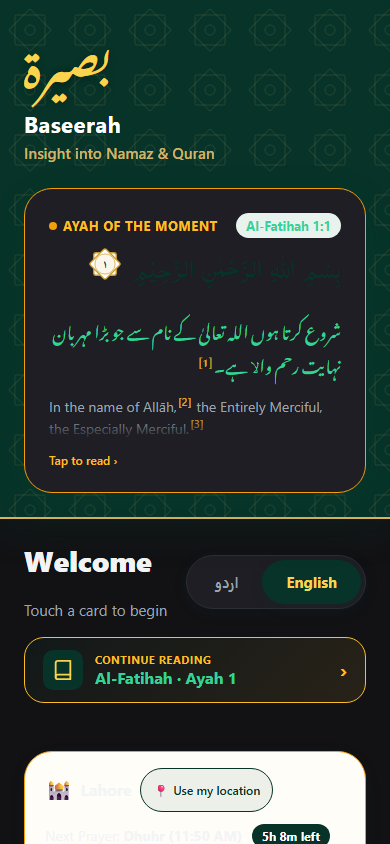 بصيرة
Baseerah
Insight into Namaz & Quran
AYAH OF THE MOMENT
Al-Fatihah 1:1
بِسْمِ اللَّهِ الرَّحْمَٰنِ الرَّحِيمِ ١
شروع کرتا ہوں اللہ تعالیٰ کے نام سے جو بڑا مہربان
نہایت رحم والا ہے۔[1]
In the name of Allāh,[2] the Entirely Merciful,
the Especially Merciful.[3]
Tap to read ›
Welcome
اردو
English
Touch a card to begin
CONTINUE READING
Al-Fatihah · Ayah 1
›
Lahore
Use my location
Next Prayer: Dhuhr (11:50 AM)
5h 8m left